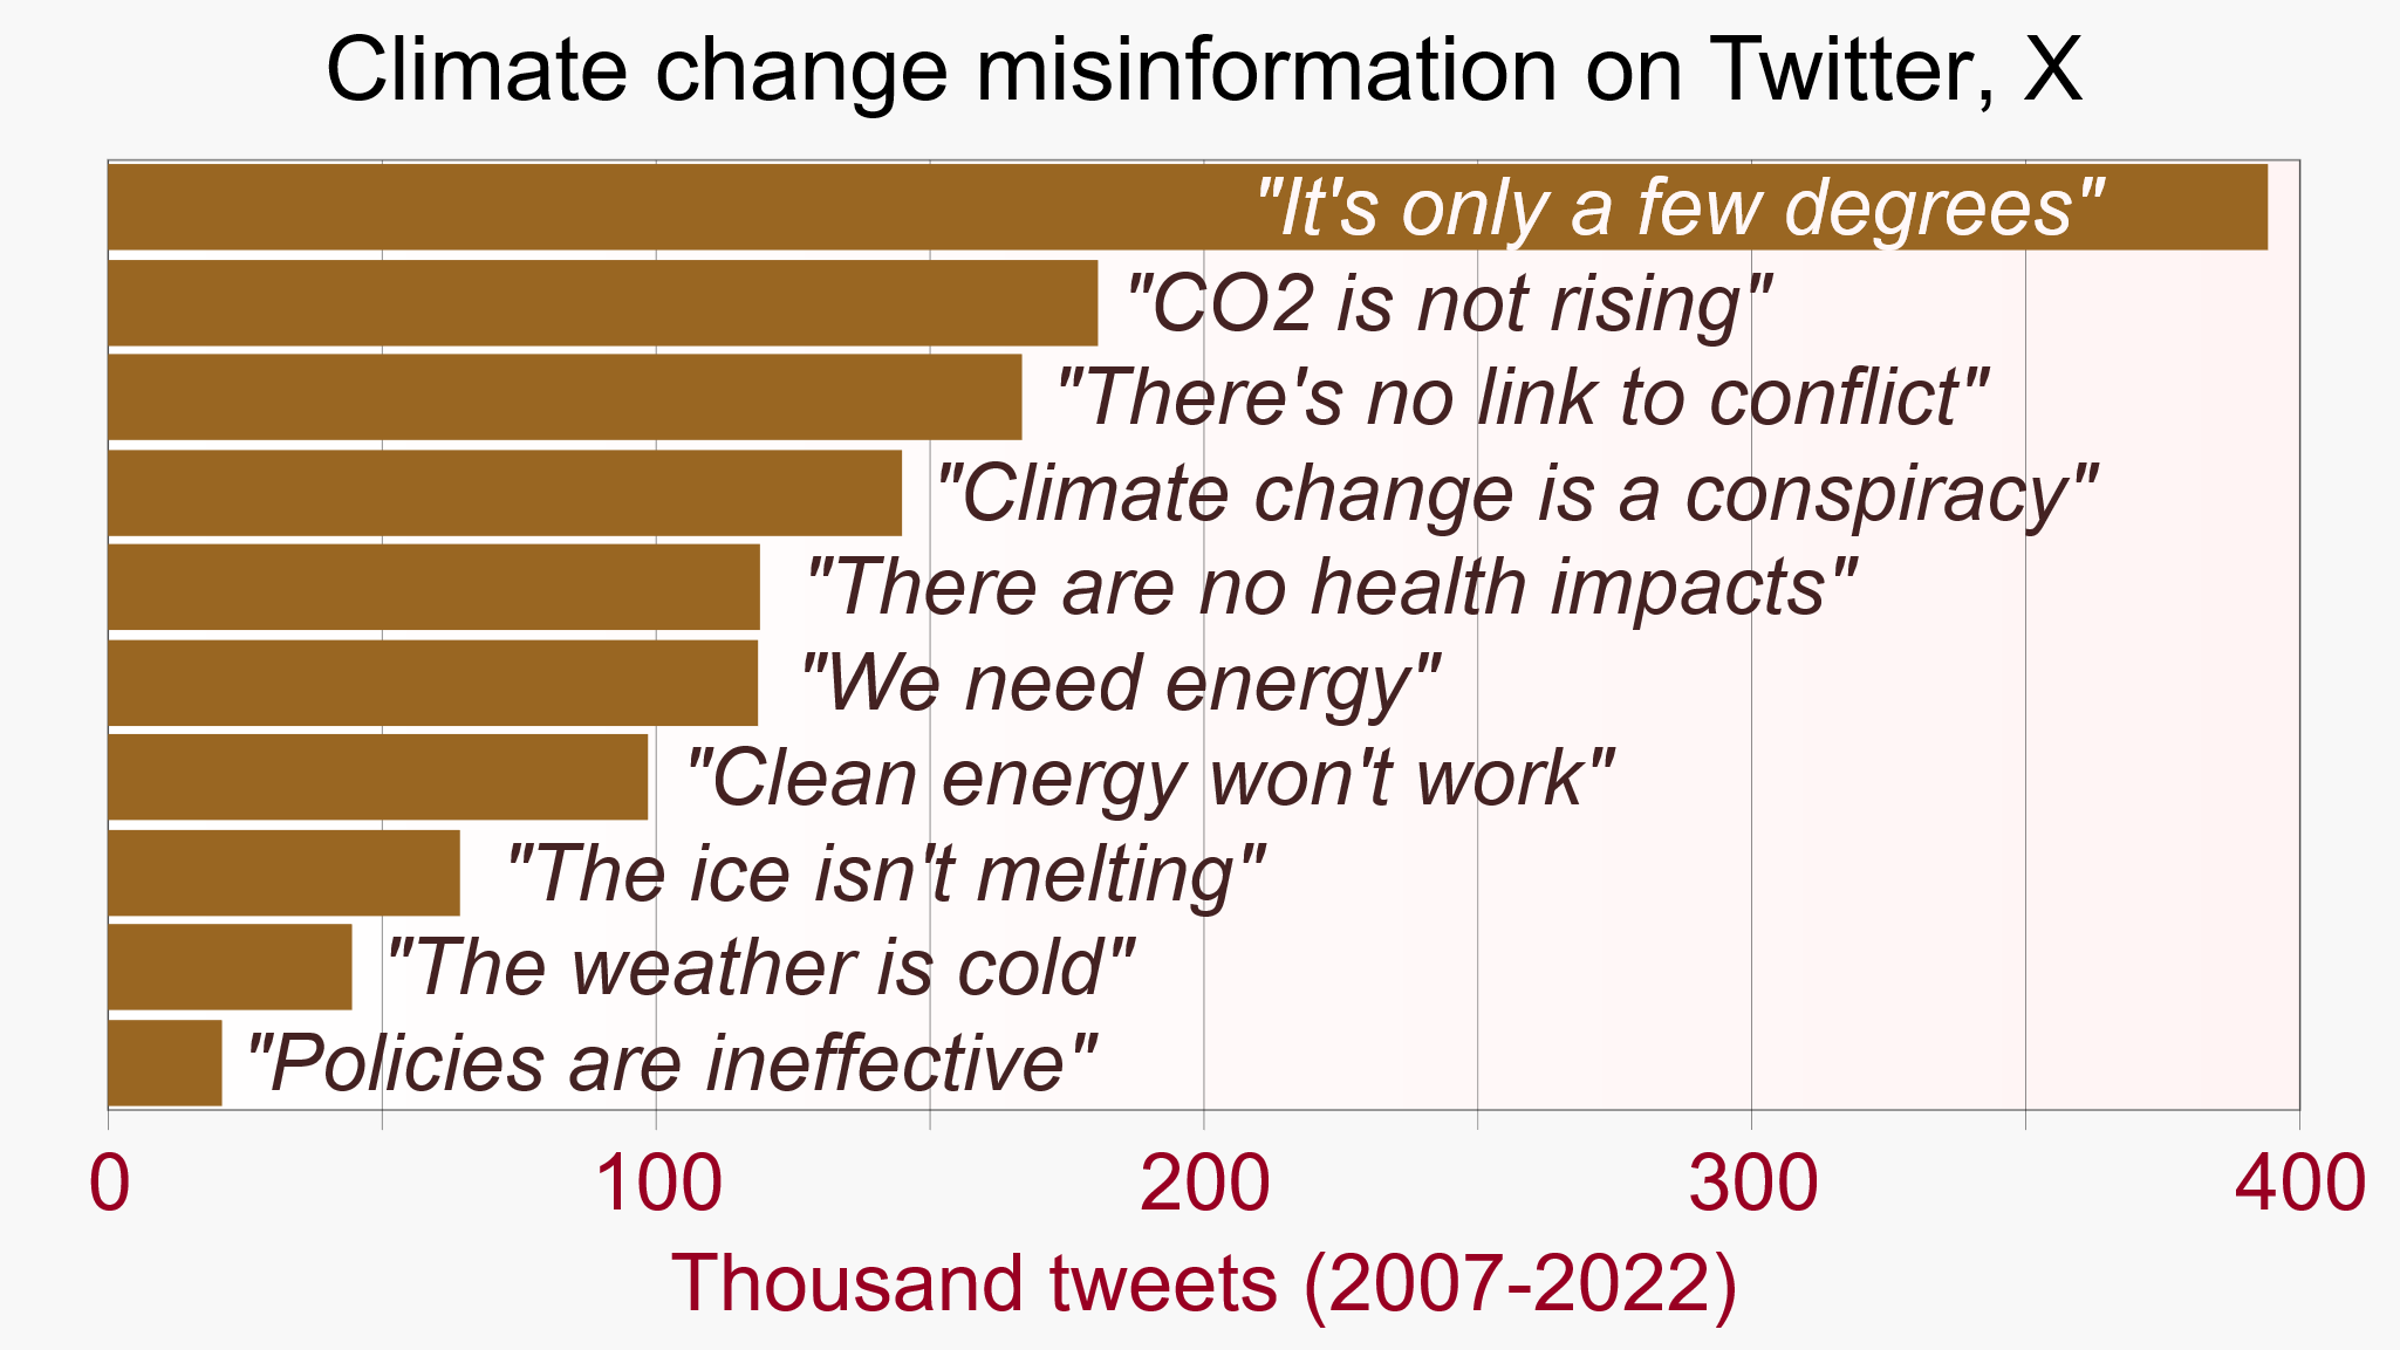 Climate change misinformation on Twitter, X
"It's only a few degrees"
"CO2 is not rising"
"There's no link to conflict"
"Climate change is a conspiracy"
"There are no health impacts"
"We need energy"
"Clean energy won't work"
"The ice isn't melting"
"The weather is cold"
"Policies are ineffective"
0 100 200 300 400
Thousand tweets (2007-2022)